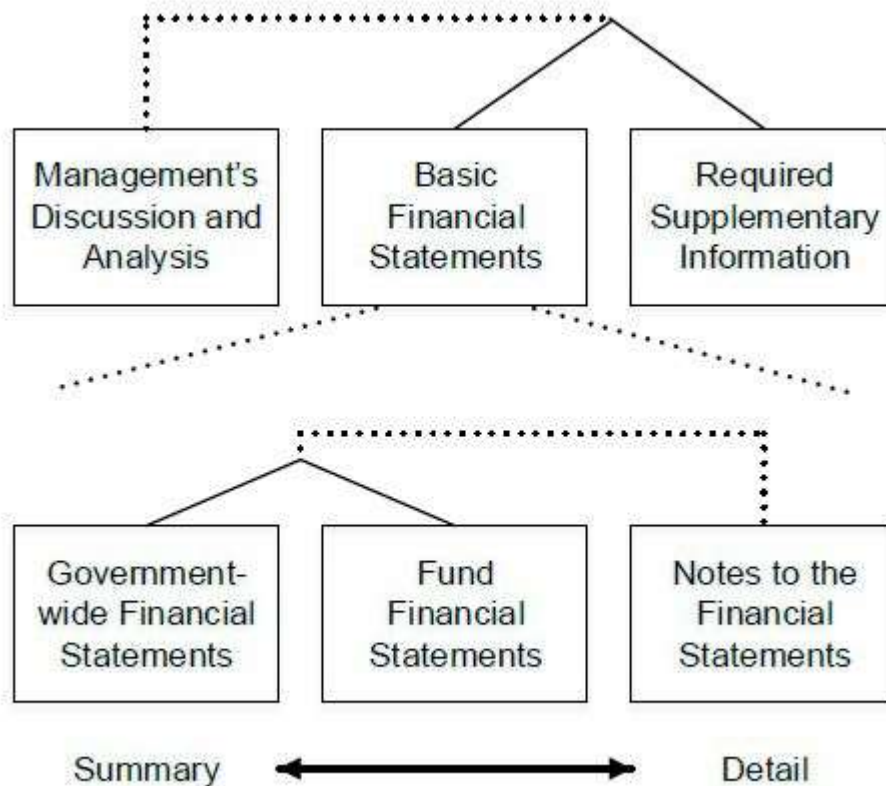 Management's
Discussion and
Analysis
Basic
Financial
Statements
Required
Supplementary
Information
Government-
wide Financial
Statements
Fund
Financial
Statements
Notes to the
Financial
Statements
Summary
Detail